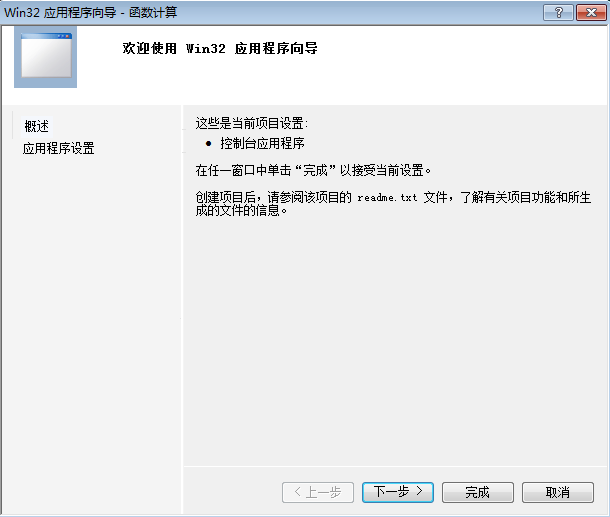 Win32 应用程序向导 - 函数计算
欢迎使用 Win32 应用程序向导
概述
应用程序设置
这些是当前项目设置:
● 控制台应用程序
在任一窗口中单击“完成”以接受当前设置。
创建项目后，请参阅该项目的 readme.txt 文件，了解有关项目功能和所生
成的文件的信息。
< 上一步
下一步 >
完成
取消